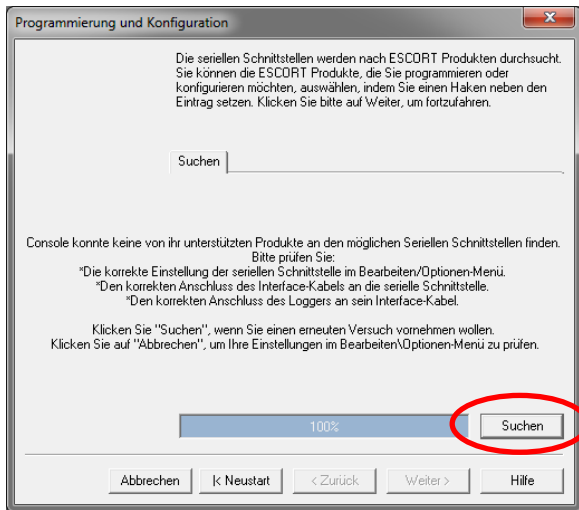 Programmierung und Konfiguration
Die seriellen Schnittstellen werden nach ESCORT Produkten durchsucht.
Sie können die ESCORT Produkte, die Sie programmieren oder
konfigurieren möchten, auswählen, indem Sie einen Haken neben den
Eintrag setzen. Klicken Sie bitte auf Weiter, um fortzufahren.
Suchen
Console konnte keine von ihr unterstützten Produkte an den möglichen Seriellen Schnittstellen finden.
Bitte prüfen Sie:
*Die korrekte Einstellung der seriellen Schnittstelle im Bearbeiten/Optionen-Menü.
*Den korrekten Anschluss des Interface-Kabels an die serielle Schnittstelle.
*Den korrekten Anschluss des Loggers an sein Interface-Kabel.
Klicken Sie "Suchen", wenn Sie einen erneuten Versuch vornehmen wollen.
Klicken Sie auf "Abbrechen", um Ihre Einstellungen im Bearbeiten\Optionen-Menü zu prüfen.
100% Suchen
Abbrechen |< Neustart < Zurück Weiter > Hilfe